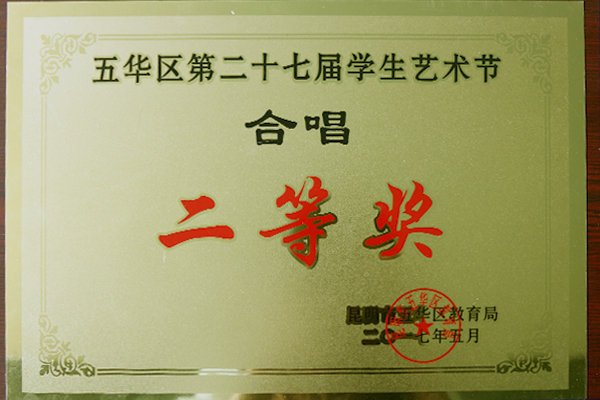 五华区第二十七届学生艺术节
合唱
二等奖
昆明市五华区教育局
二〇一七年五月